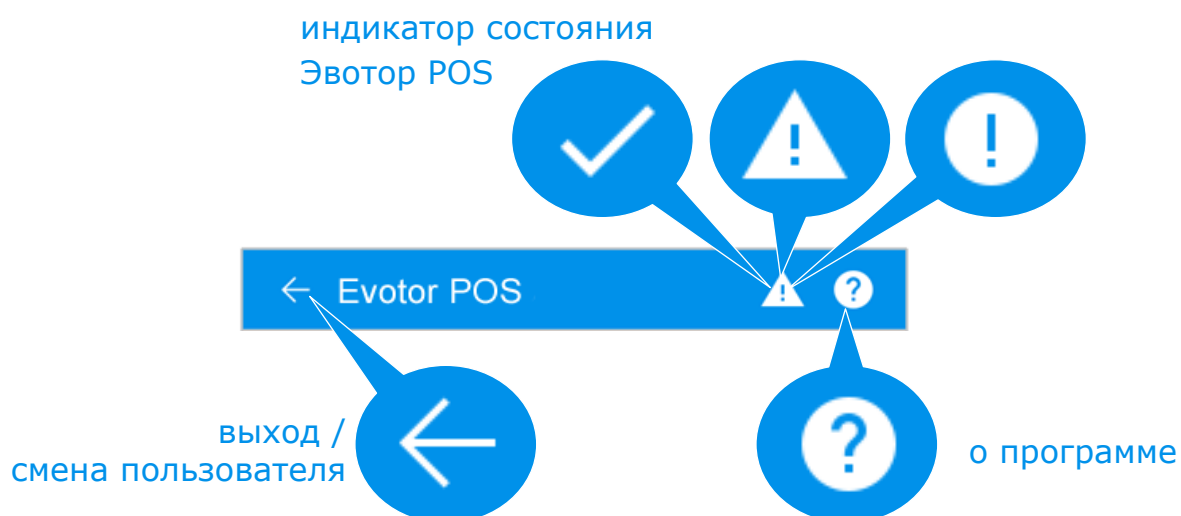 индикатор состояния
Эвотор POS
Evotor POS
выход /
смена пользователя
о программе